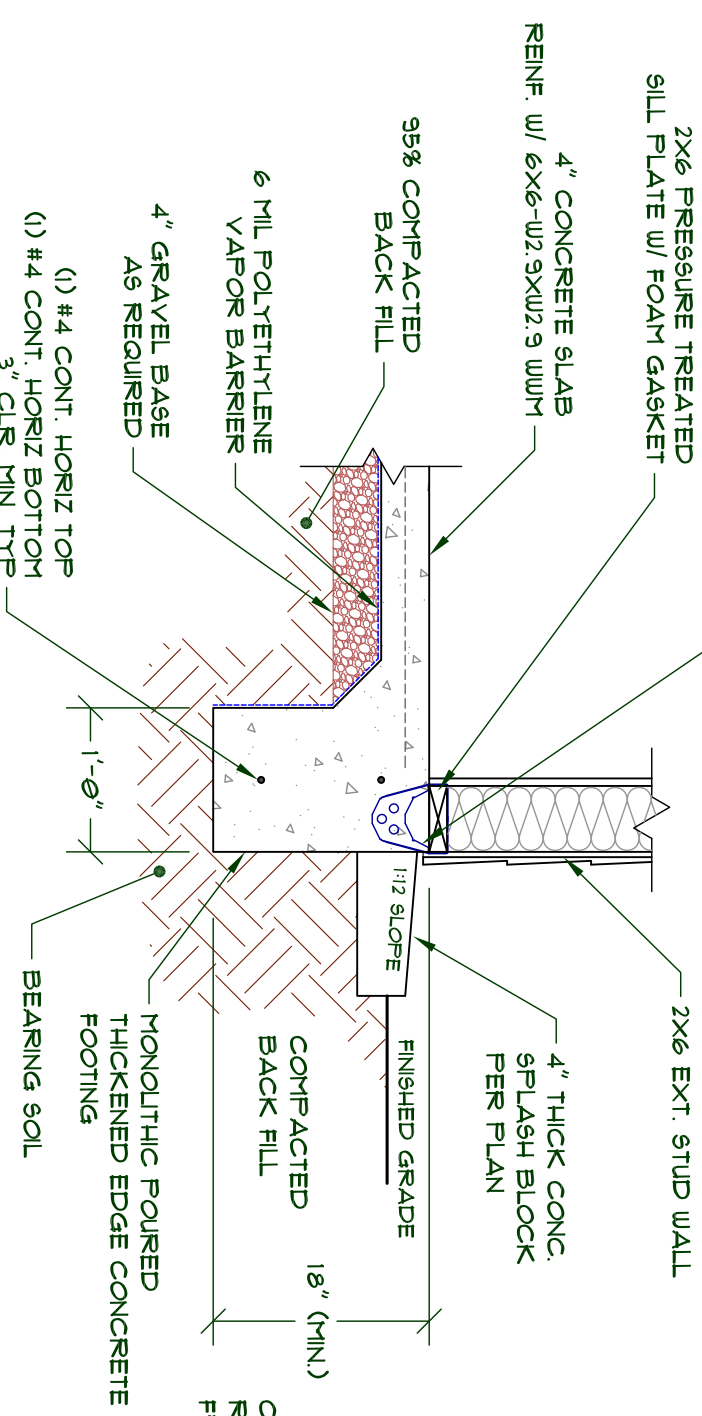 2X6 PRESSURE TREATED
SILL PLATE W/ FOAM GASKET
4" CONCRETE SLAB
REINF. W/ 6X6-W2.9XW2.9 WWM
95% COMPACTED
BACK FILL
6 MIL POLYETHYLENE
VAPOR BARRIER
4" GRAVEL BASE
AS REQUIRED
(1) #4 CONT. HORIZ TOP
(1) #4 CONT. HORIZ BOTTOM
3" CLR. MIN TYP
1'-0"
1:12 SLOPE
2X6 EXT. STUD WALL
4" THICK CONC.
SPLASH BLOCK
PER PLAN
FINISHED GRADE
COMPACTED
BACK FILL
18" (MIN.)
MONOLITHIC POURED
THICKENED EDGE CONCRETE
FOOTING
BEARING SOIL